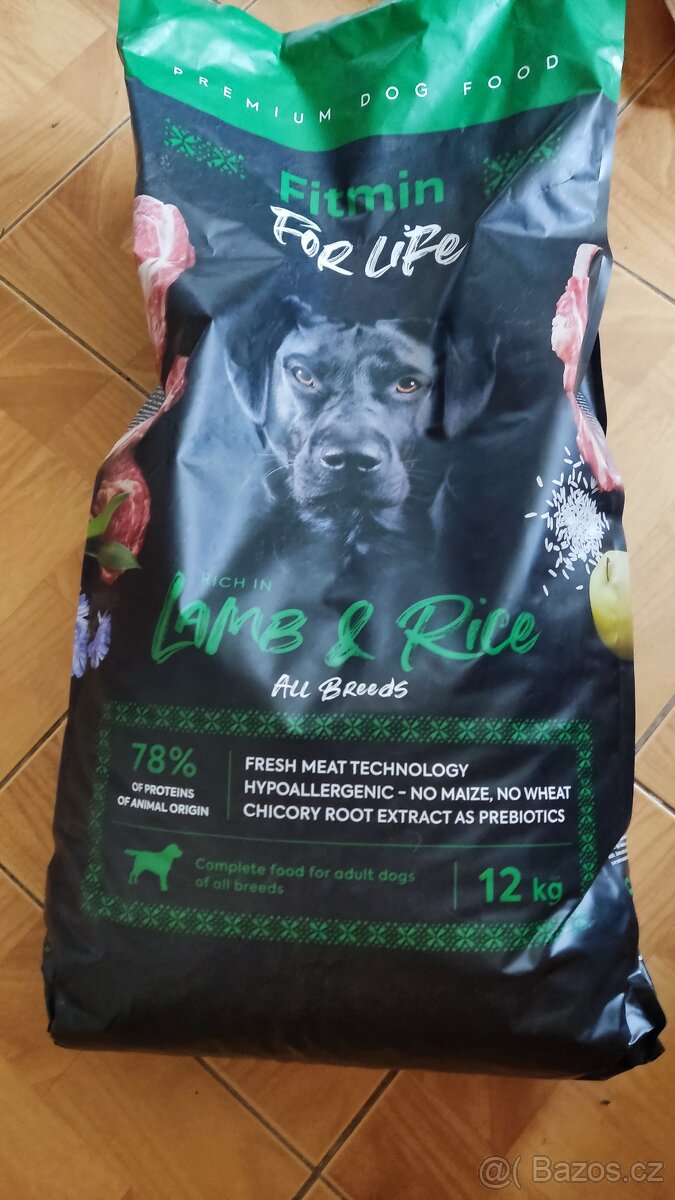 PREMIUM DOG FOOD
Fitmin
FOR LIFE
RICH IN
LAMB & RICE
ALL BREEDS
78%
OF PROTEINS
OF ANIMAL ORIGIN
FRESH MEAT TECHNOLOGY
HYPOALLERGENIC – NO MAIZE, NO WHEAT
CHICORY ROOT EXTRACT AS PREBIOTICS
Complete food for adult dogs
of all breeds
12 kg
@( Bazos.cz